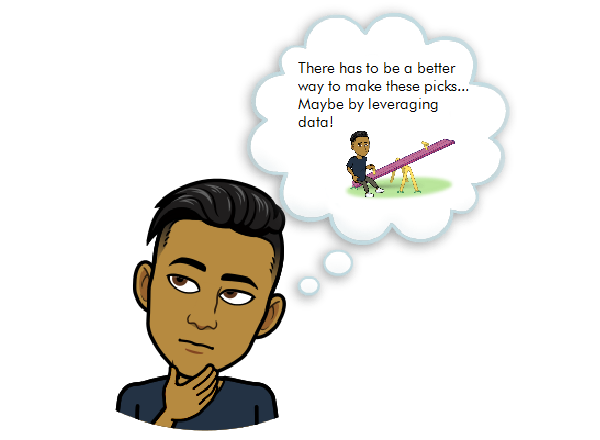 There has to be a better
way to make these picks...
Maybe by leveraging
data!